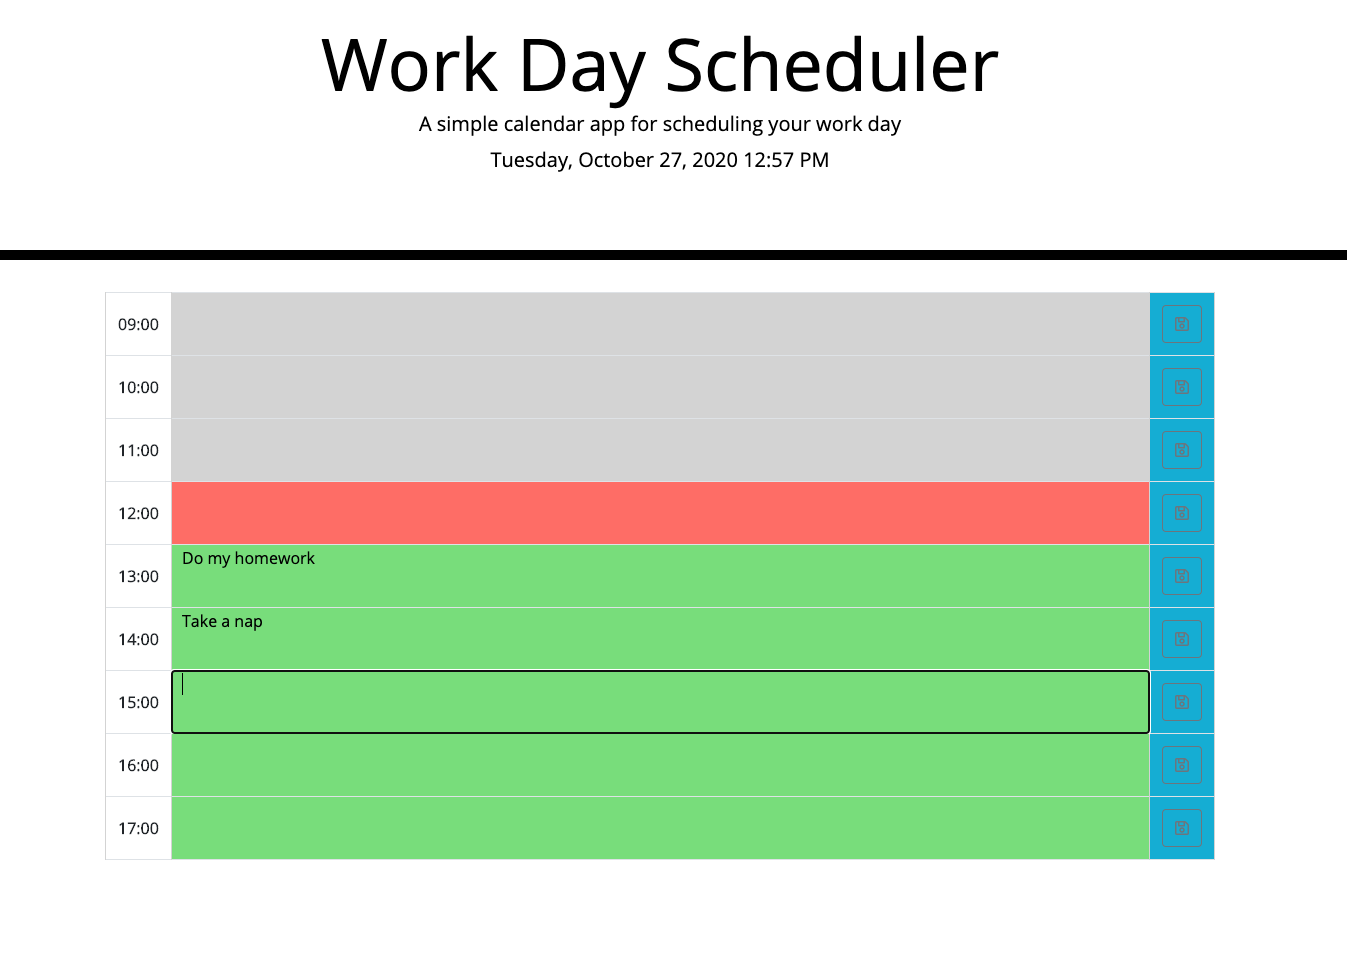 Work Day Scheduler
A simple calendar app for scheduling your work day
Tuesday, October 27, 2020 12:57 PM
09:00
10:00
11:00
12:00
13:00 Do my homework
14:00 Take a nap
15:00
16:00
17:00